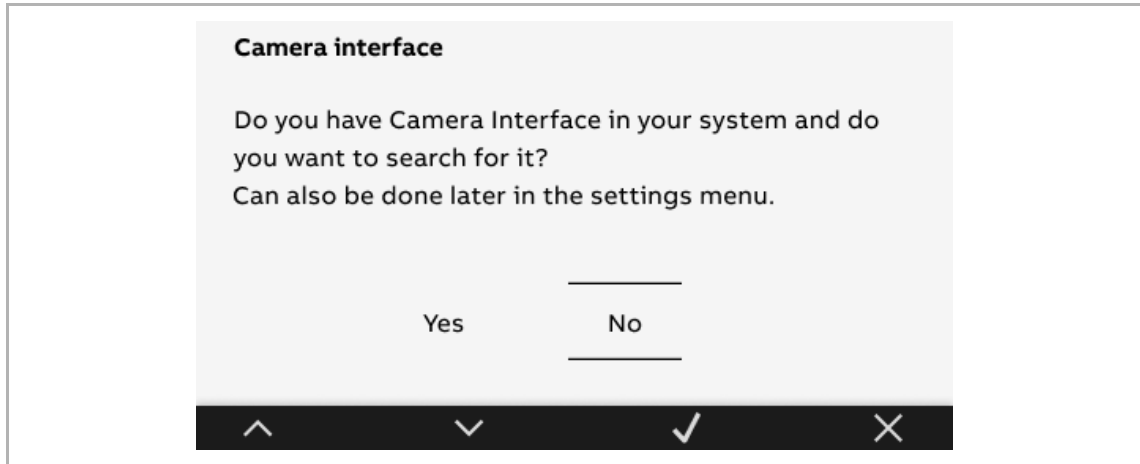 Camera interface
Do you have Camera Interface in your system and do
you want to search for it?
Can also be done later in the settings menu.
Yes No